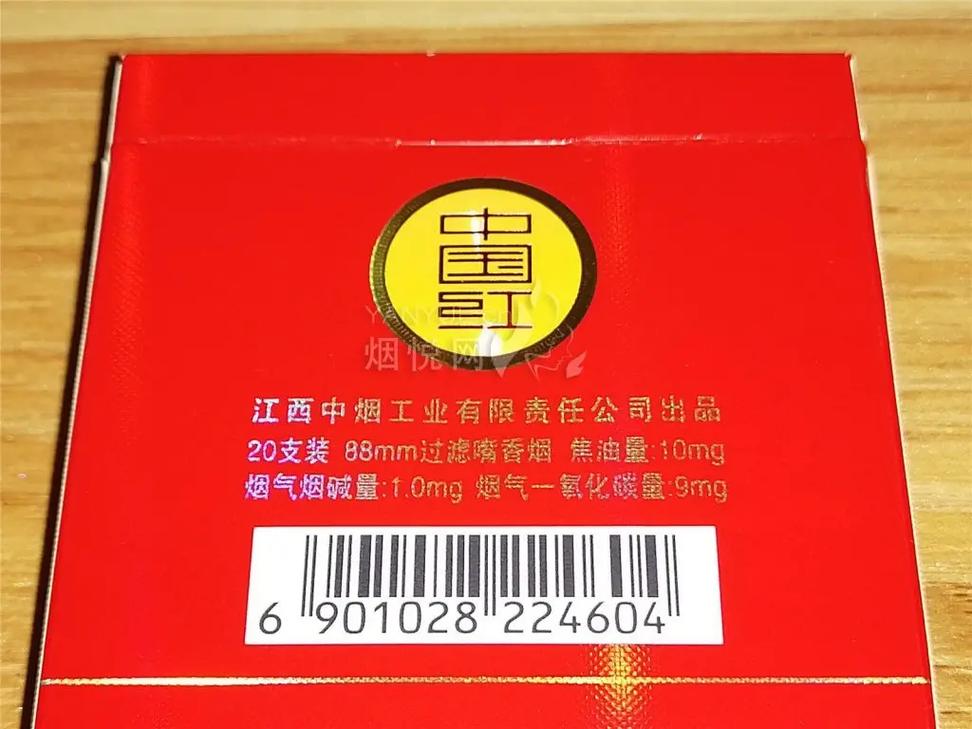 中
国
红
YANYUE.cn
烟悦网
江西中烟工业有限责任公司出品
20支装 88mm过滤嘴香烟 焦油量:10mg
烟气烟碱量:1.0mg 烟气一氧化碳量:9mg
6 901028 224604